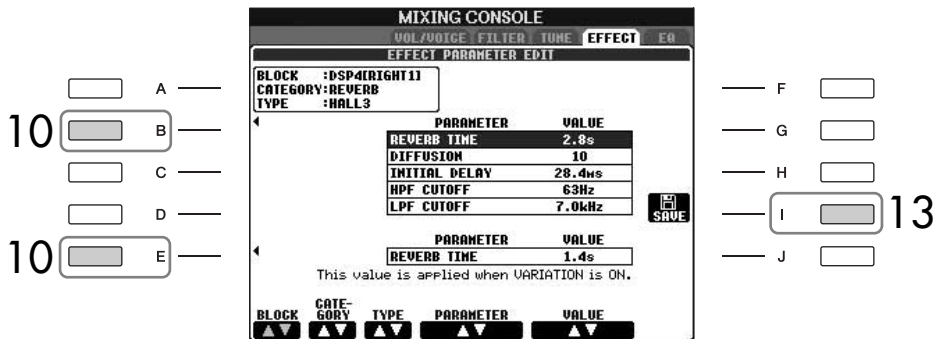 MIXING CONSOLE
VOL/VOICE FILTER TUNE EFFECT EQ
EFFECT PARAMETER EDIT
BLOCK :DSP4[RIGHT1]
CATEGORY:REVERB
TYPE :HALL3
A
F
10 B
G
C
H
D
I 13
10 E
J
PARAMETER VALUE
REVERB TIME 2.8s
DIFFUSION 10
INITIAL DELAY 28.4ms
HPF CUTOFF 63Hz
LPF CUTOFF 7.0kHz
SAVE
PARAMETER VALUE
REVERB TIME 1.4s
This value is applied when VARIATION is ON.
BLOCK CATE-GORY TYPE PARAMETER VALUE